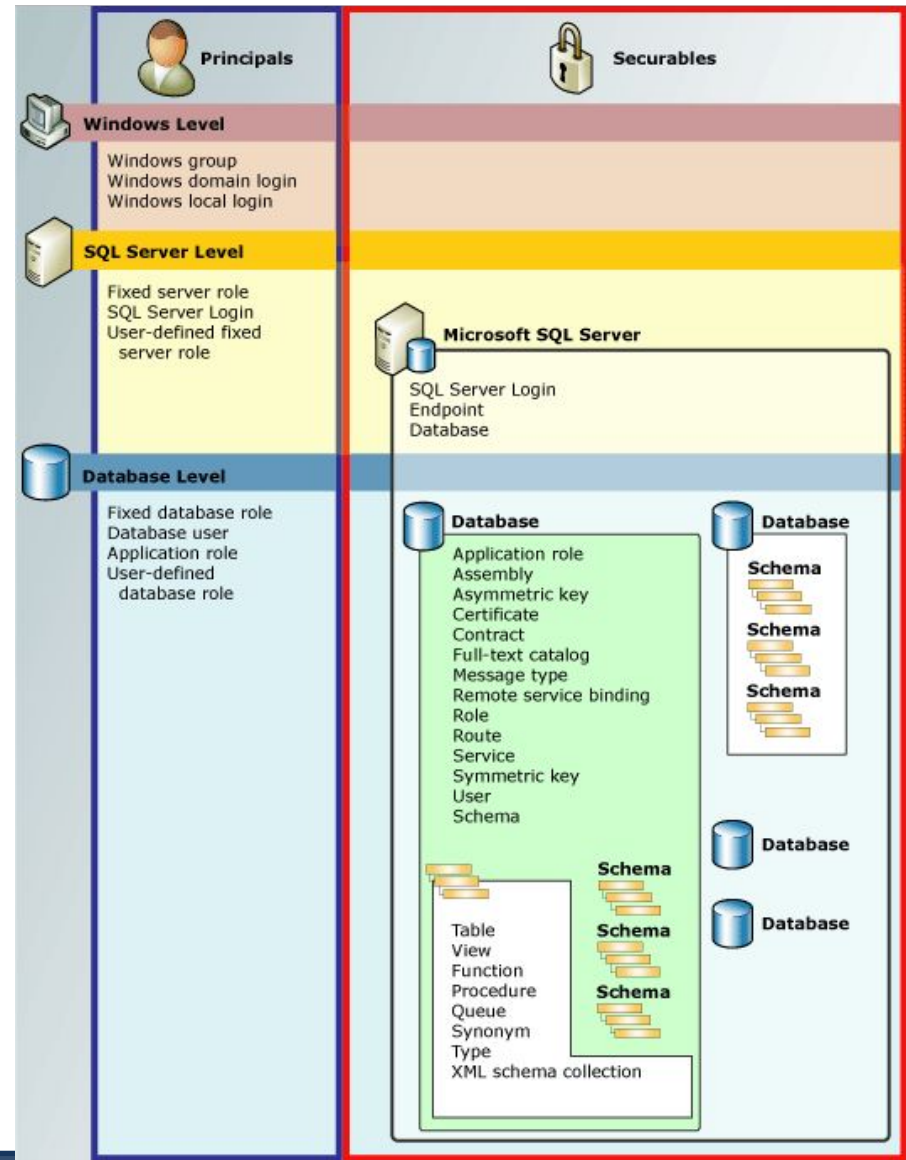 Principals
Securables
Windows Level
Windows group
Windows domain login
Windows local login
SQL Server Level
Fixed server role
SQL Server Login
User-defined fixed
server role
Microsoft SQL Server
SQL Server Login
Endpoint
Database
Database Level
Fixed database role
Database user
Application role
User-defined
database role
Database
Application role
Assembly
Asymmetric key
Certificate
Contract
Full-text catalog
Message type
Remote service binding
Role
Route
Service
Symmetric key
User
Schema
Table
View
Function
Procedure
Queue
Synonym
Type
XML schema collection
Schema
Schema
Schema
Database
Schema
Schema
Schema
Database
Database